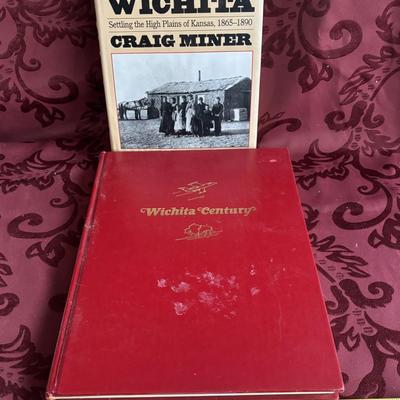 WICHITA
Settling the High Plains of Kansas, 1865–1890
CRAIG MINER
Wichita Century